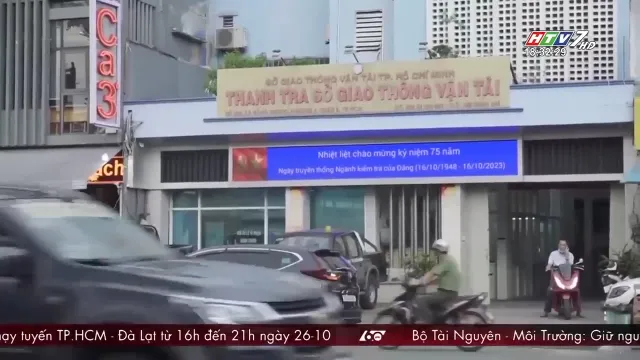 HTV7 HD
18:32:29
Ca3
SỞ GIAO THÔNG VẬN TẢI TP. HỒ CHÍ MINH
THANH TRA SỞ GIAO THÔNG VẬN TẢI
Nhiệt liệt chào mừng kỷ niệm 75 năm
Ngày truyền thống Ngành kiểm tra của Đảng (16/10/1948 - 16/10/2023)
ạch
ạy tuyến TP.HCM - Đà Lạt từ 16h đến 21h ngày 26-10
60
Bộ Tài Nguyên - Môi Trường: Giữ ngu